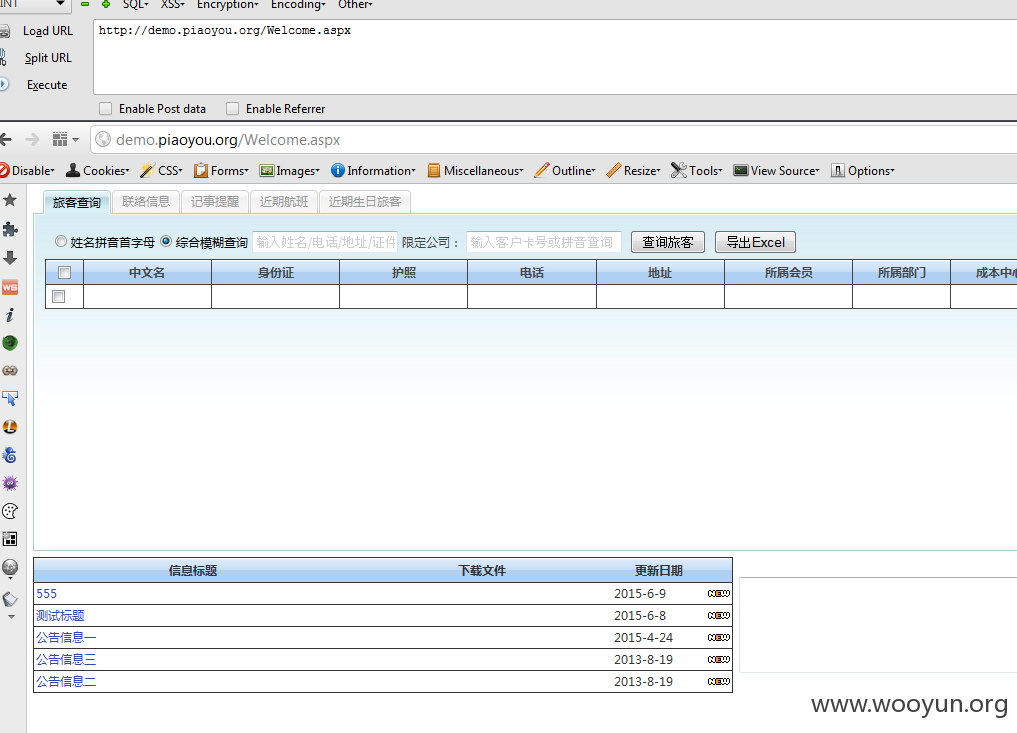 INT SQL▾ XSS▾ Encryption▾ Encoding▾ Other▾
Load URL http://demo.piaoyou.org/Welcome.aspx
Split URL
Execute
Enable Post data Enable Referrer
demo.piaoyou.org/Welcome.aspx
Disable▾ Cookies▾ CSS▾ Forms▾ Images▾ Information▾ Miscellaneous▾ Outline▾ Resize▾ Tools▾ View Source▾ Options▾
旅客查询 联络信息 记事提醒 近期航班 近期生日旅客
姓名拼音首字母 综合模糊查询 输入姓名/电话/地址/证件 限定公司： 输入客户卡号或拼音查询 查询旅客 导出Excel
中文名 身份证 护照 电话 地址 所属会员 所属部门 成本中心
信息标题 下载文件 更新日期
555 2015-6-9 NEW
测试标题 2015-6-8 NEW
公告信息一 2015-4-24 NEW
公告信息三 2013-8-19 NEW
公告信息二 2013-8-19 NEW
www.wooyun.org